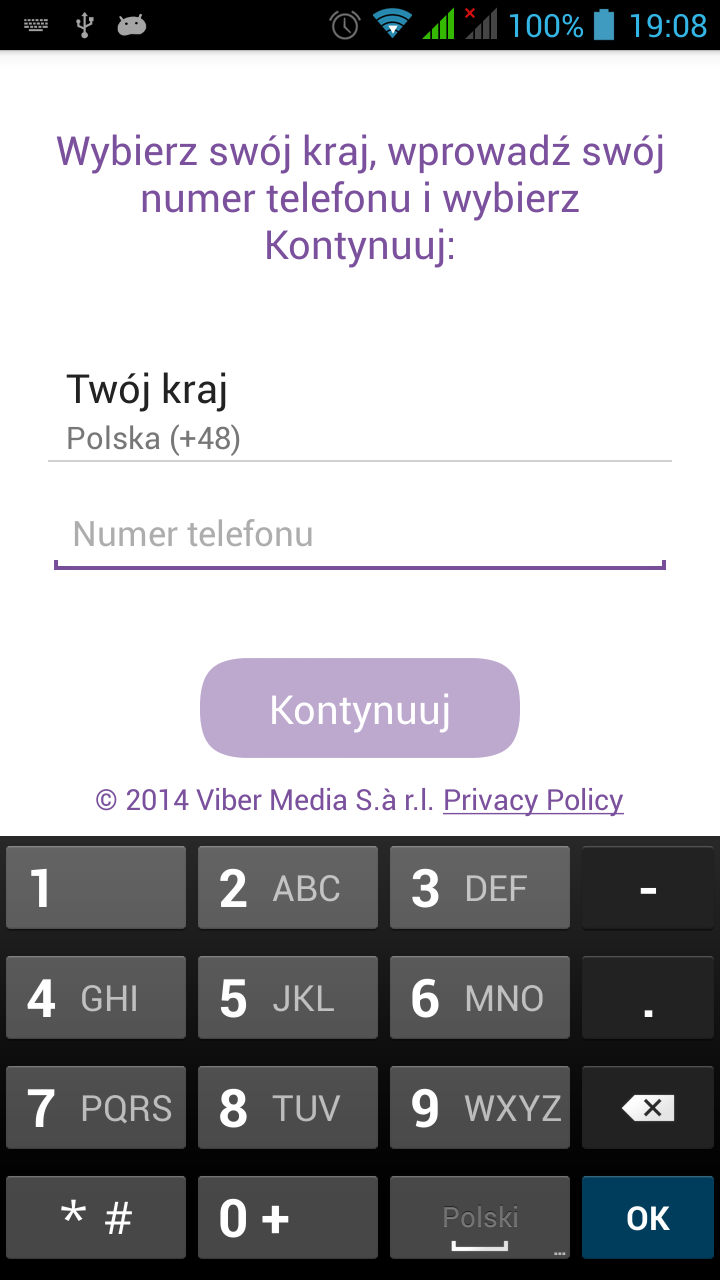 100% 19:08
Wybierz swój kraj, wprowadź swój
numer telefonu i wybierz
Kontynuuj:
Twój kraj
Polska (+48)
Numer telefonu
Kontynuuj
© 2014 Viber Media S.à r.l. Privacy Policy
1 2 ABC 3 DEF -
4 GHI 5 JKL 6 MNO .
7 PQRS 8 TUV 9 WXYZ
* # 0 + Polski ... OK